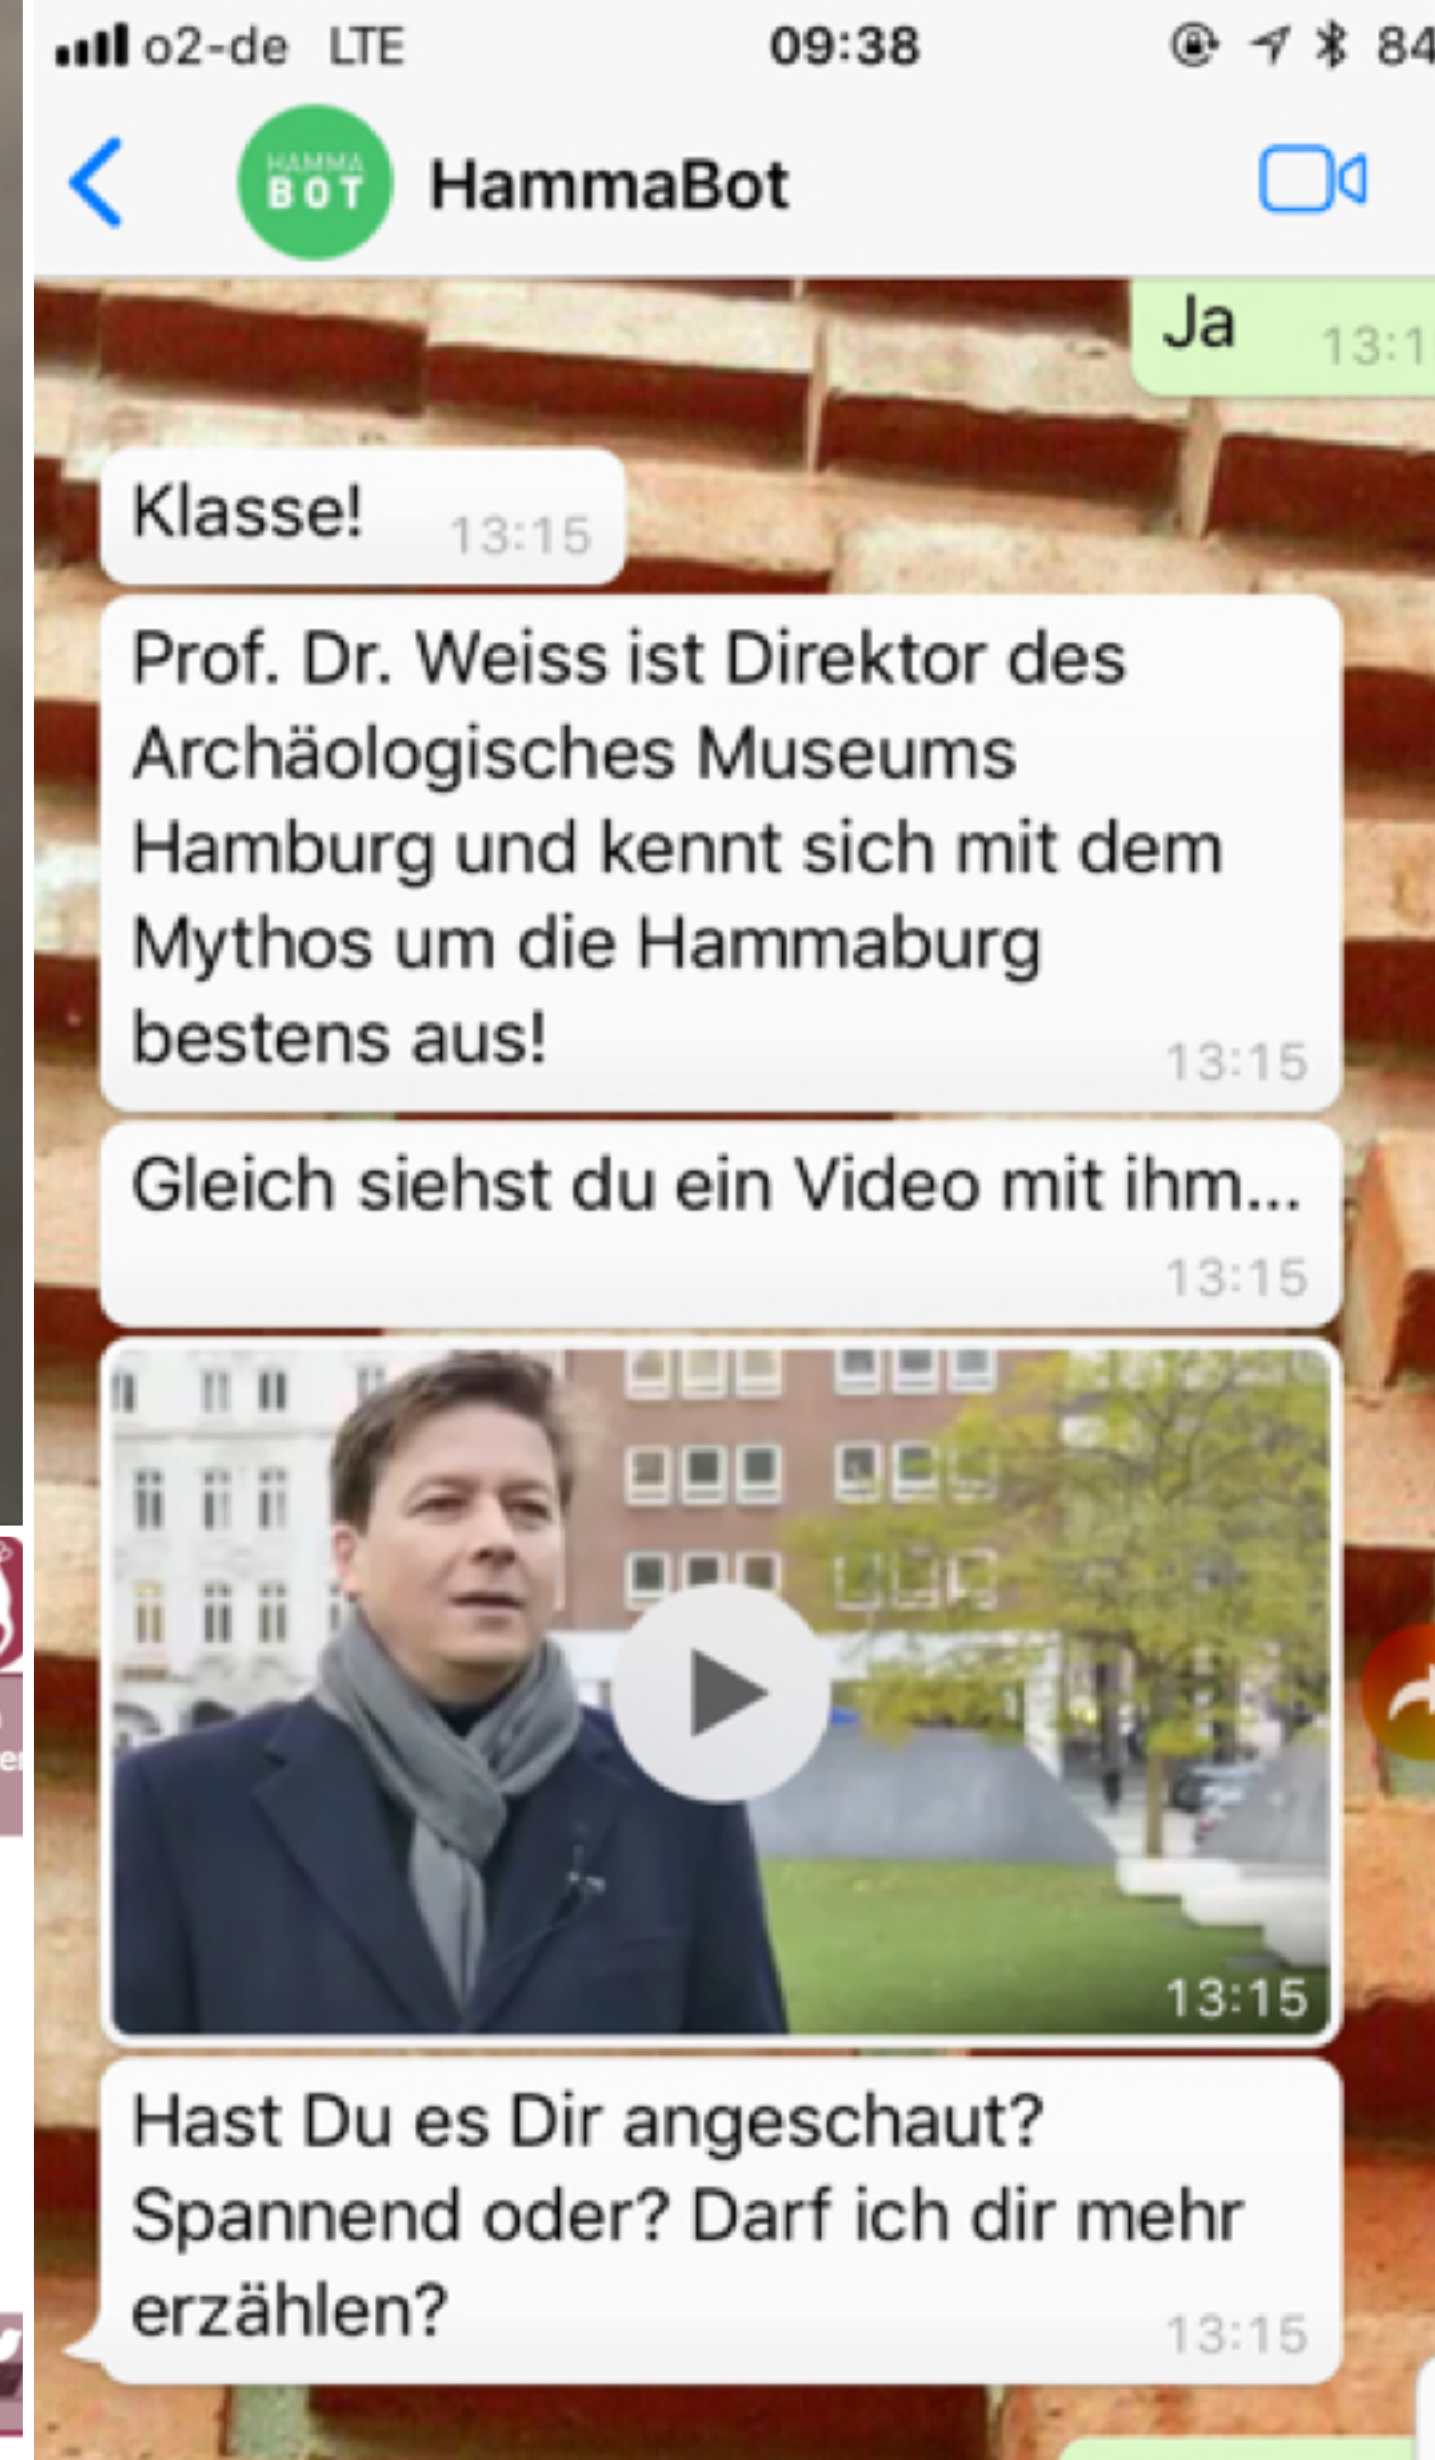 o2-de LTE 09:38 84
HAMMA
BOT
HammaBot
Ja
Klasse! 13:15
Prof. Dr. Weiss ist Direktor des
Archäologisches Museums
Hamburg und kennt sich mit dem
Mythos um die Hammaburg
bestens aus! 13:15
Gleich siehst du ein Video mit ihm...
13:15
13:15
Hast Du es Dir angeschaut?
Spannend oder? Darf ich dir mehr
erzählen? 13:15